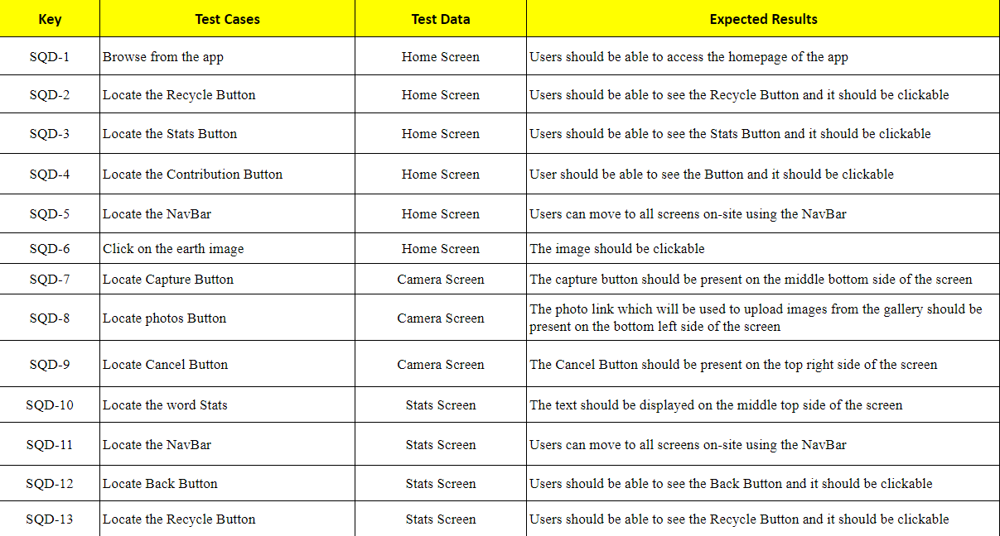 Key Test Cases Test Data Expected Results
SQD-1 Browse from the app Home Screen Users should be able to access the homepage of the app
SQD-2 Locate the Recycle Button Home Screen Users should be able to see the Recycle Button and it should be clickable
SQD-3 Locate the Stats Button Home Screen Users should be able to see the Stats Button and it should be clickable
SQD-4 Locate the Contribution Button Home Screen User should be able to see the Button and it should be clickable
SQD-5 Locate the NavBar Home Screen Users can move to all screens on-site using the NavBar
SQD-6 Click on the earth image Home Screen The image should be clickable
SQD-7 Locate Capture Button Camera Screen The capture button should be present on the middle bottom side of the screen
SQD-8 Locate photos Button Camera Screen The photo link which will be used to upload images from the gallery should be
present on the bottom left side of the screen
SQD-9 Locate Cancel Button Camera Screen The Cancel Button should be present on the top right side of the screen
SQD-10 Locate the word Stats Stats Screen The text should be displayed on the middle top side of the screen
SQD-11 Locate the NavBar Stats Screen Users can move to all screens on-site using the NavBar
SQD-12 Locate Back Button Stats Screen Users should be able to see the Back Button and it should be clickable
SQD-13 Locate the Recycle Button Stats Screen Users should be able to see the Recycle Button and it should be clickable